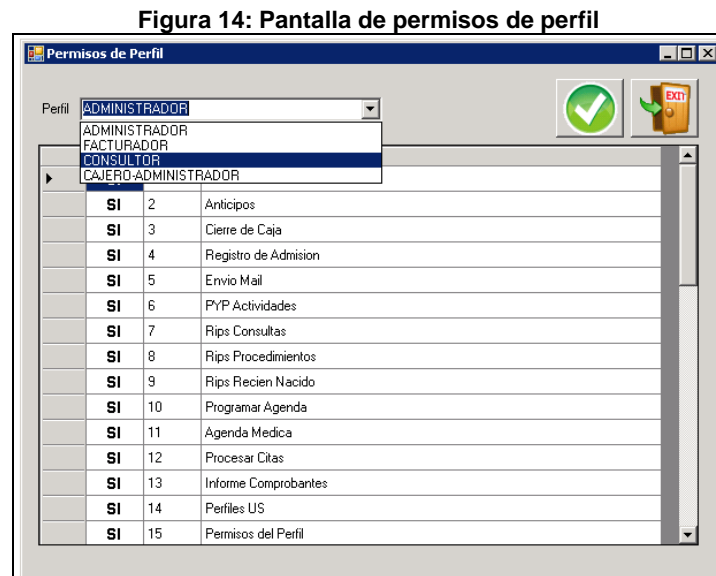 Figura 14: Pantalla de permisos de perfil
Permisos de Perfil
Perfil ADMINISTRADOR
EXIT
ADMINISTRADOR
FACTURADOR
CONSULTOR
CAJERO-ADMINISTRADOR
SI 2 Anticipos
SI 3 Cierre de Caja
SI 4 Registro de Admision
SI 5 Envio Mail
SI 6 PYP Actividades
SI 7 Rips Consultas
SI 8 Rips Procedimientos
SI 9 Rips Recien Nacido
SI 10 Programar Agenda
SI 11 Agenda Medica
SI 12 Procesar Citas
SI 13 Informe Comprobantes
SI 14 Perfiles US
SI 15 Permisos del Perfil